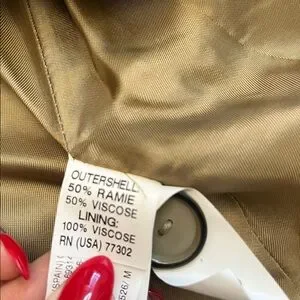 OUTERSHELL
50% RAMIE
50% VISCOSE
LINING:
100% VISCOSE
RN (USA) 77302